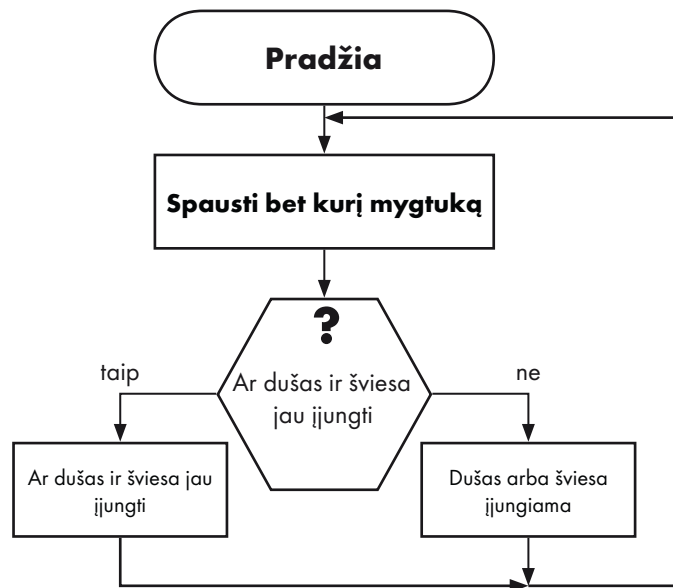 Pradžia
Spausti bet kurį mygtuką
?
Ar dušas ir šviesa
jau įjungti
taip
ne
Ar dušas ir šviesa jau
įjungti
Dušas arba šviesa
įjungiama